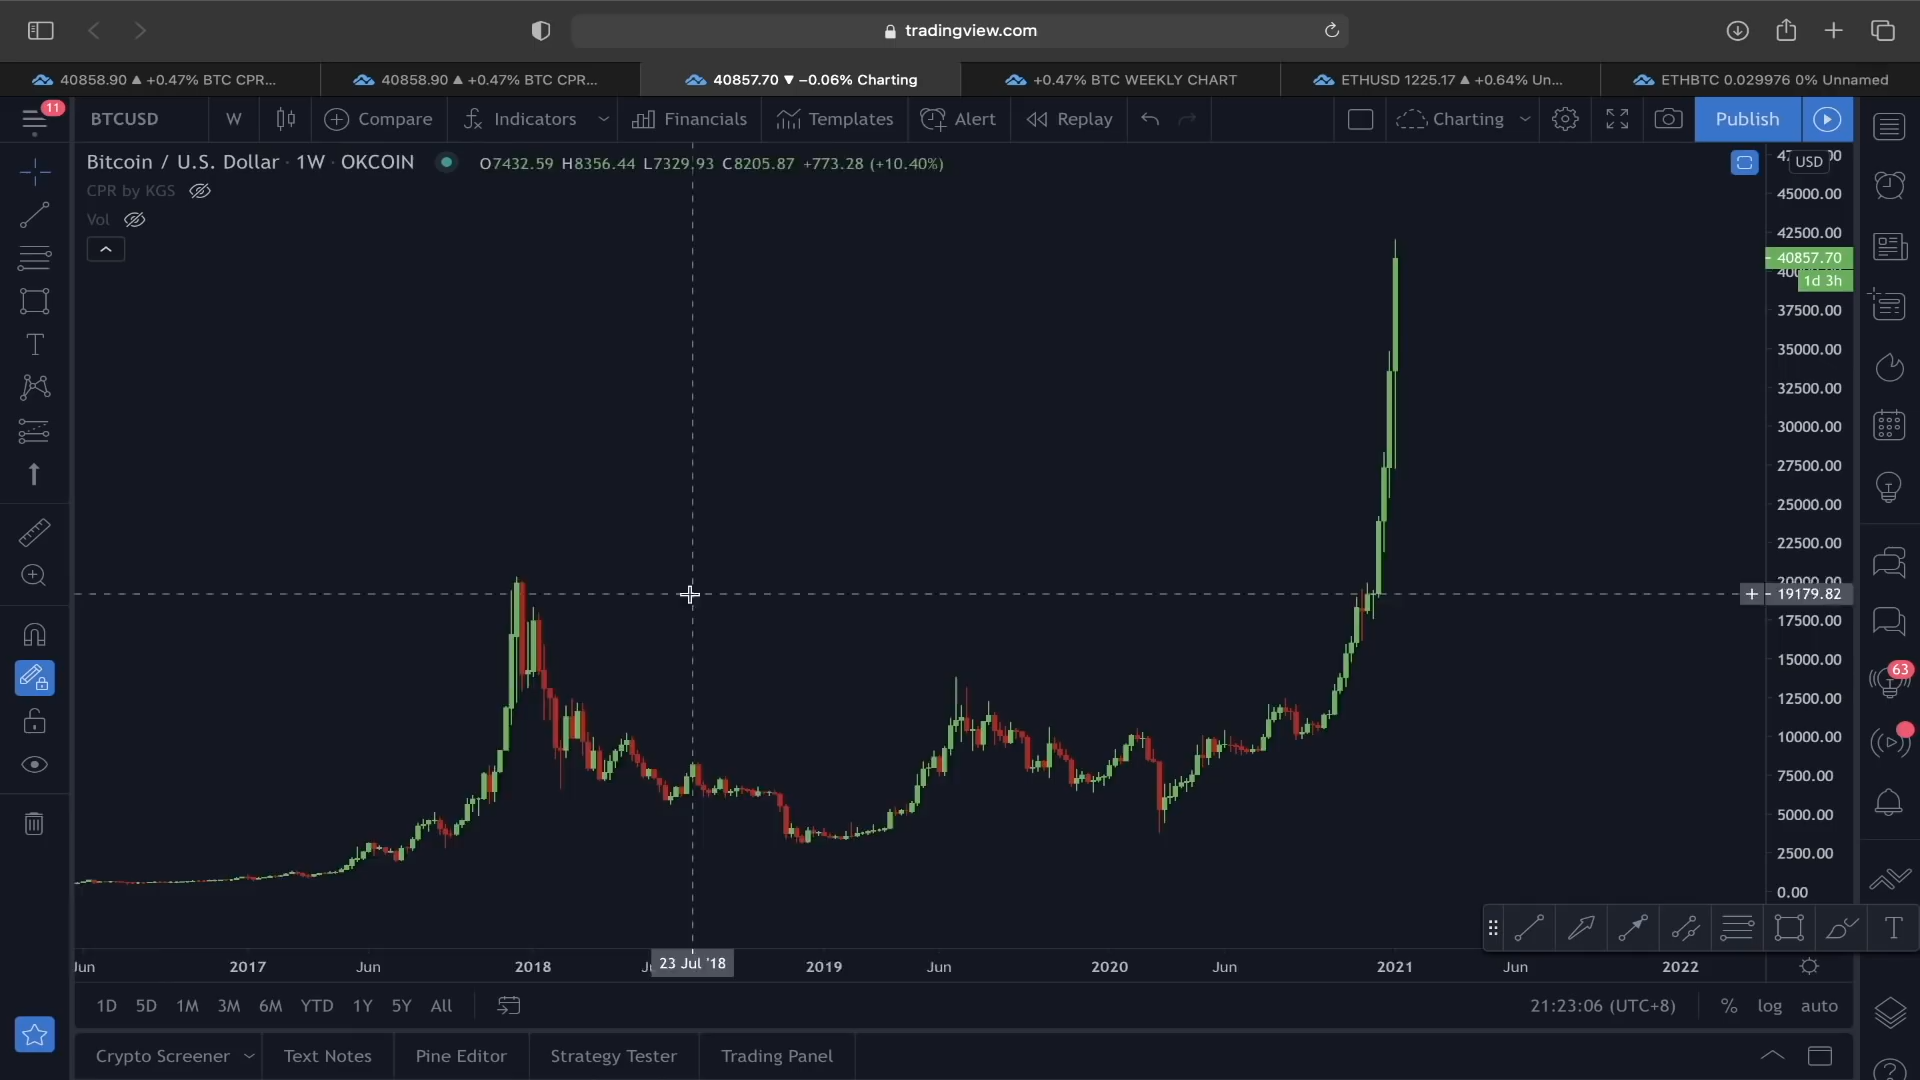 tradingview.com
40858.90 ▲ +0.47% BTC CPR...
40858.90 ▲ +0.47% BTC CPR...
40857.70 ▼ −0.06% Charting
+0.47% BTC WEEKLY CHART
ETHUSD 1225.17 ▲ +0.64% Un...
ETHBTC 0.029976 0% Unnamed
11
BTCUSD W Compare Indicators Financials Templates Alert Replay Charting Publish
Bitcoin / U.S. Dollar · 1W · OKCOIN O7432.59 H8356.44 L7329.93 C8205.87 +773.28 (+10.40%)
CPR by KGS
Vol
USD
45000.00
42500.00
40857.70
1d 3h
37500.00
35000.00
32500.00
30000.00
27500.00
25000.00
22500.00
20000.00
19179.82
17500.00
15000.00
12500.00
10000.00
7500.00
5000.00
2500.00
0.00
63
Jun 2017 Jun 2018 23 Jul '18 2019 Jun 2020 Jun 2021 Jun 2022
1D 5D 1M 3M 6M YTD 1Y 5Y All 21:23:06 (UTC+8) % log auto
Crypto Screener Text Notes Pine Editor Strategy Tester Trading Panel